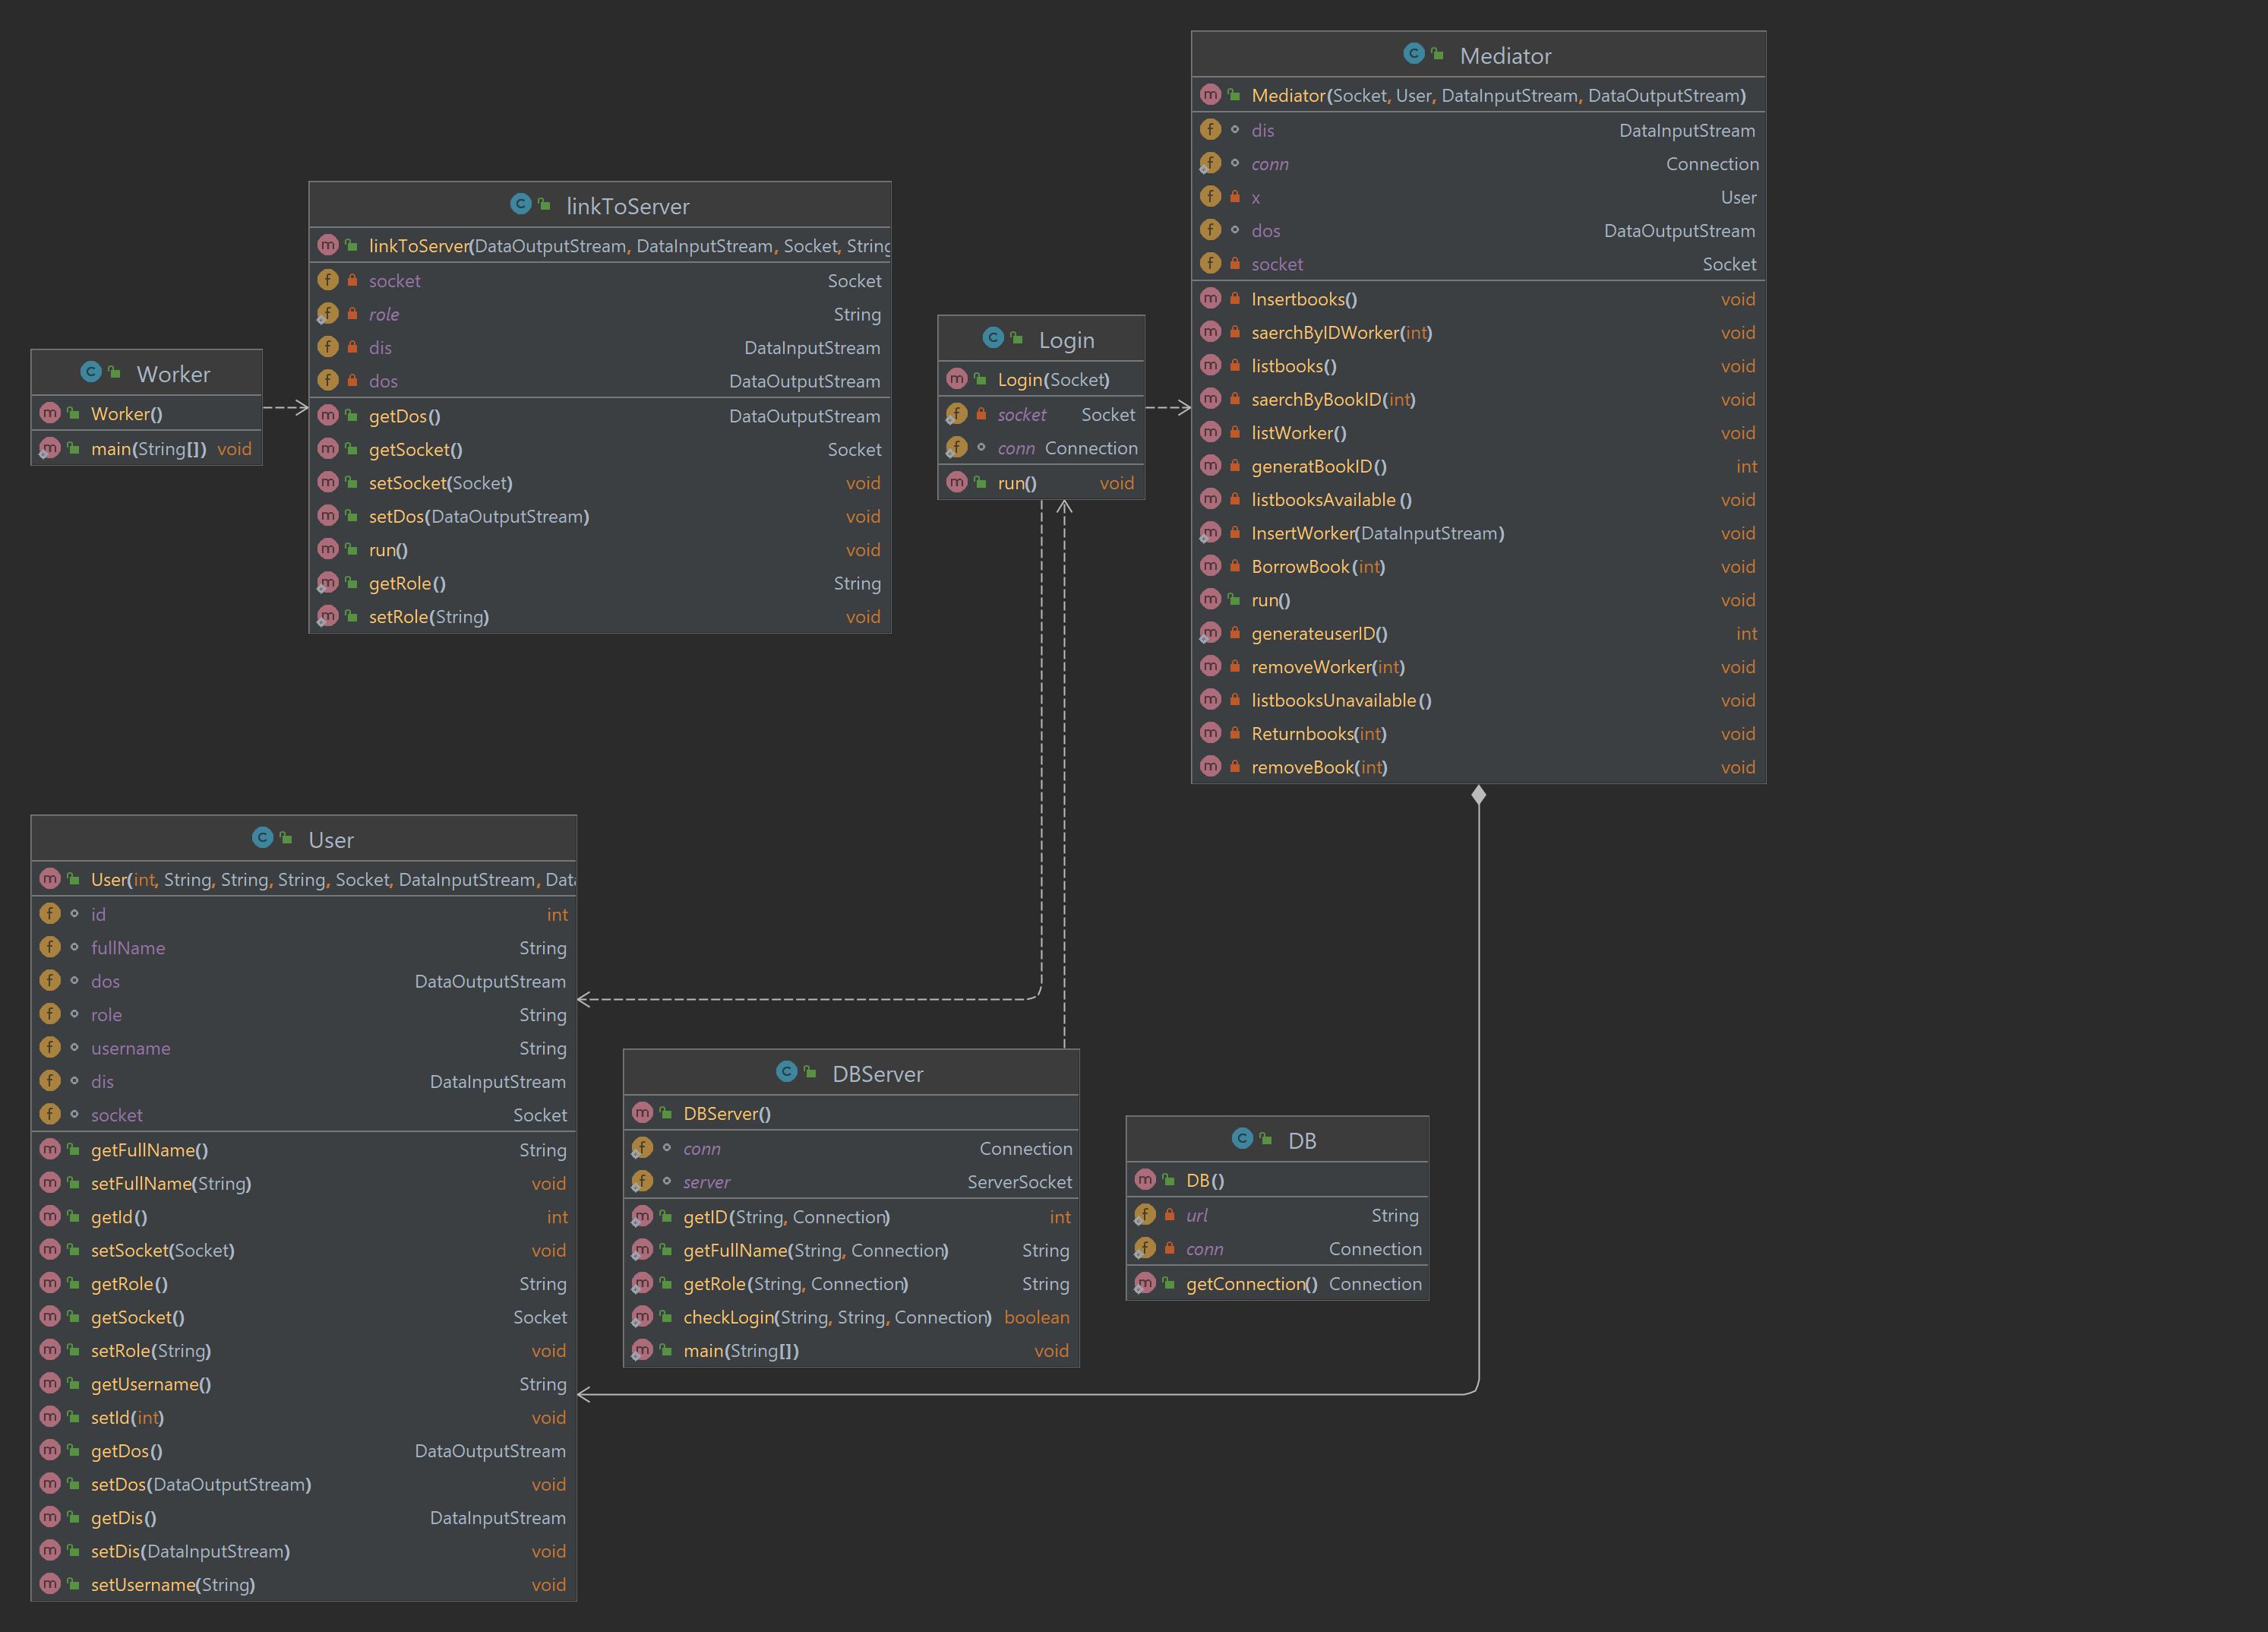 Mediator
Mediator(Socket, User, DataInputStream, DataOutputStream)
dis DataInputStream
conn Connection
x User
dos DataOutputStream
socket Socket
Insertbooks() void
saerchByIDWorker(int) void
listbooks() void
saerchByBookID(int) void
listWorker() void
generatBookID() int
listbooksAvailable() void
InsertWorker(DataInputStream) void
BorrowBook(int) void
run() void
generateuserID() int
removeWorker(int) void
listbooksUnavailable() void
Returnbooks(int) void
removeBook(int) void
linkToServer
linkToServer(DataOutputStream, DataInputStream, Socket, String
socket Socket
role String
dis DataInputStream
dos DataOutputStream
getDos() DataOutputStream
getSocket() Socket
setSocket(Socket) void
setDos(DataOutputStream) void
run() void
getRole() String
setRole(String) void
Login
Login(Socket)
socket Socket
conn Connection
run() void
Worker
Worker()
main(String[]) void
User
User(int, String, String, String, Socket, DataInputStream, Data
id int
fullName String
dos DataOutputStream
role String
username String
dis DataInputStream
socket Socket
getFullName() String
setFullName(String) void
getId() int
setSocket(Socket) void
getRole() String
getSocket() Socket
setRole(String) void
getUsername() String
setId(int) void
getDos() DataOutputStream
setDos(DataOutputStream) void
getDis() DataInputStream
setDis(DataInputStream) void
setUsername(String) void
DBServer
DBServer()
conn Connection
server ServerSocket
getID(String, Connection) int
getFullName(String, Connection) String
getRole(String, Connection) String
checkLogin(String, String, Connection) boolean
main(String[]) void
DB
DB()
url String
conn Connection
getConnection() Connection